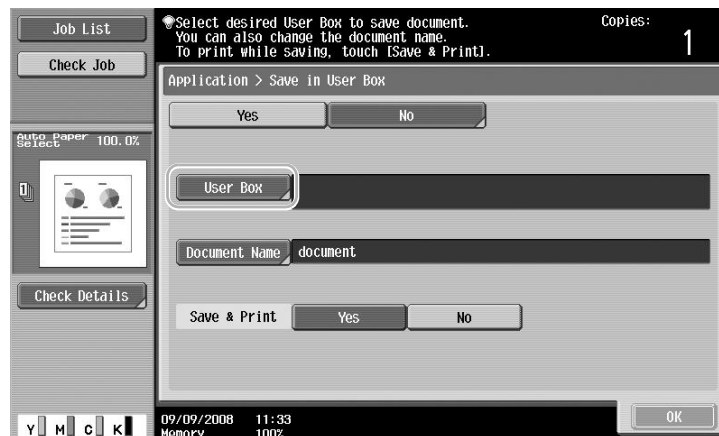 Job List
Check Job
Select desired User Box to save document.
You can also change the document name.
To print while saving, touch [Save & Print].
Copies:
1
Application > Save in User Box
Yes
No
Auto Paper
Select
100.0%
1
User Box
Document Name
document
Check Details
Save & Print
Yes
No
OK
Y M C K
09/09/2008 11:33
Memory 100%